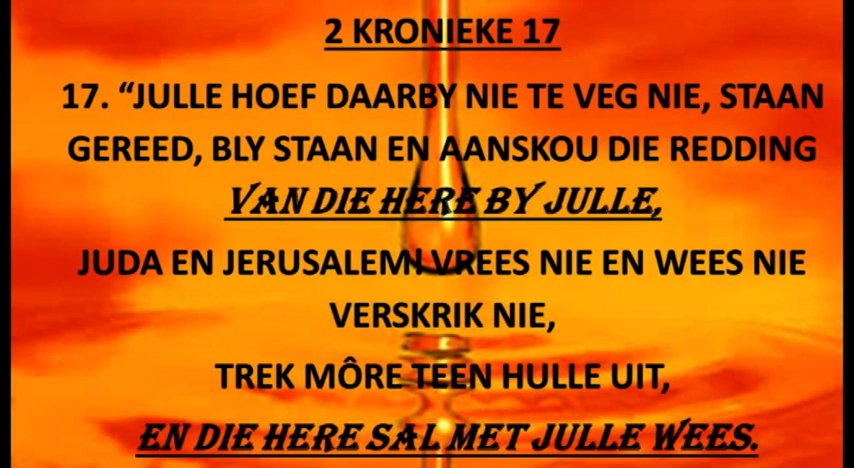 2 KRONIEKE 17
17. “JULLE HOEF DAARBY NIE TE VEG NIE, STAAN
GEREED, BLY STAAN EN AANSKOU DIE REDDING
VAN DIE HERE BY JULLE,
JUDA EN JERUSALEM! VREES NIE EN WEES NIE
VERSKRIK NIE,
TREK MÔRE TEEN HULLE UIT,
EN DIE HERE SAL MET JULLE WEES.